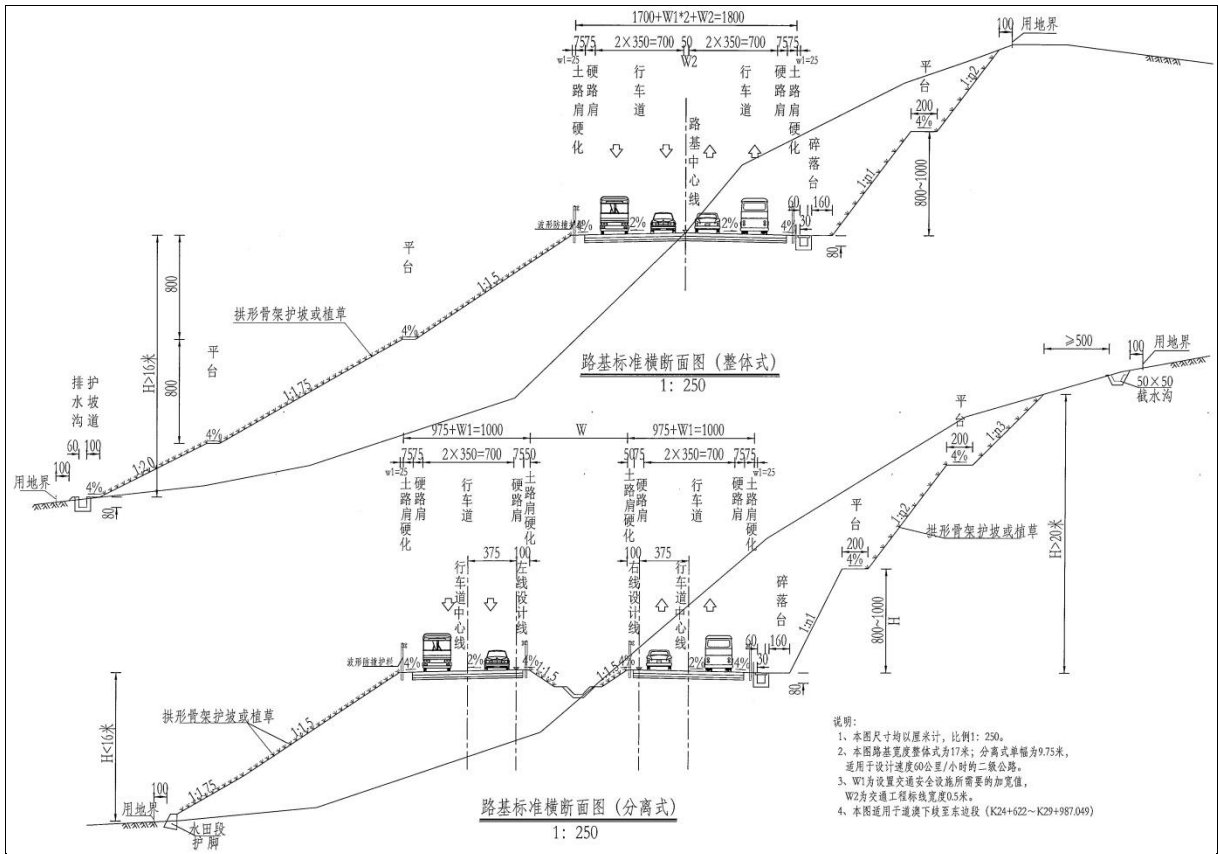 1700+W1*2+W2=1800
75 75 2×350=700 50 2×350=700 75 75
w1=25 W2 w1=25
土路肩硬化
硬路肩
行车道
路基中心线
行车道
硬路肩
土路肩硬化
碎落台
平台
100 用地界
1:n2
200
4%
1:n1
800~1000
60 160
30
80
波形防撞护栏
4% 2% 2% 4%
平台
1:1.5
4%
拱形骨架护坡或植草
1:1.75
平台
4%
1:2.0
800
800
H>16米
排水沟
护坡道
60 100
100
用地界
4%
80
路基标准横断面图 (整体式)
1: 250
975+W1=1000 W 975+W1=1000
75 75 2×350=700 75 50 50 75 2×350=700 75 75
w1=25 w1=25
土路肩硬化
硬路肩
行车道
硬路肩
土路肩硬化
土路肩硬化
硬路肩
行车道
硬路肩
土路肩硬化
375 100 100 375
行车道中心线
左线设计线
右线设计线
行车道中心线
碎落台
平台
平台
≥500
100 用地界
50×50
截水沟
200
4%
1:n3
1:n2
200
4%
1:n1
拱形骨架护坡或植草
H>20米
800~1000
H
60 160
30
80
波形防撞护栏
4% 2% 4% 1:1.5 1:1.5 4% 2% 4%
拱形骨架护坡或植草
1:1.5
1:1.75
H<16米
100
用地界
水田段
护脚
路基标准横断面图 (分离式)
1: 250
说明:
1、本图尺寸均以厘米计，比例1: 250。
2、本图路基宽度整体式为17米；分离式单幅为9.75米，
适用于设计速度60公里/小时的二级公路。
3、W1为设置交通安全设施所需要的加宽值，
W2为交通工程标线宽度0.5米。
4、本图适用于道澳下歧至东边段 (K24+622~K29+987.049)